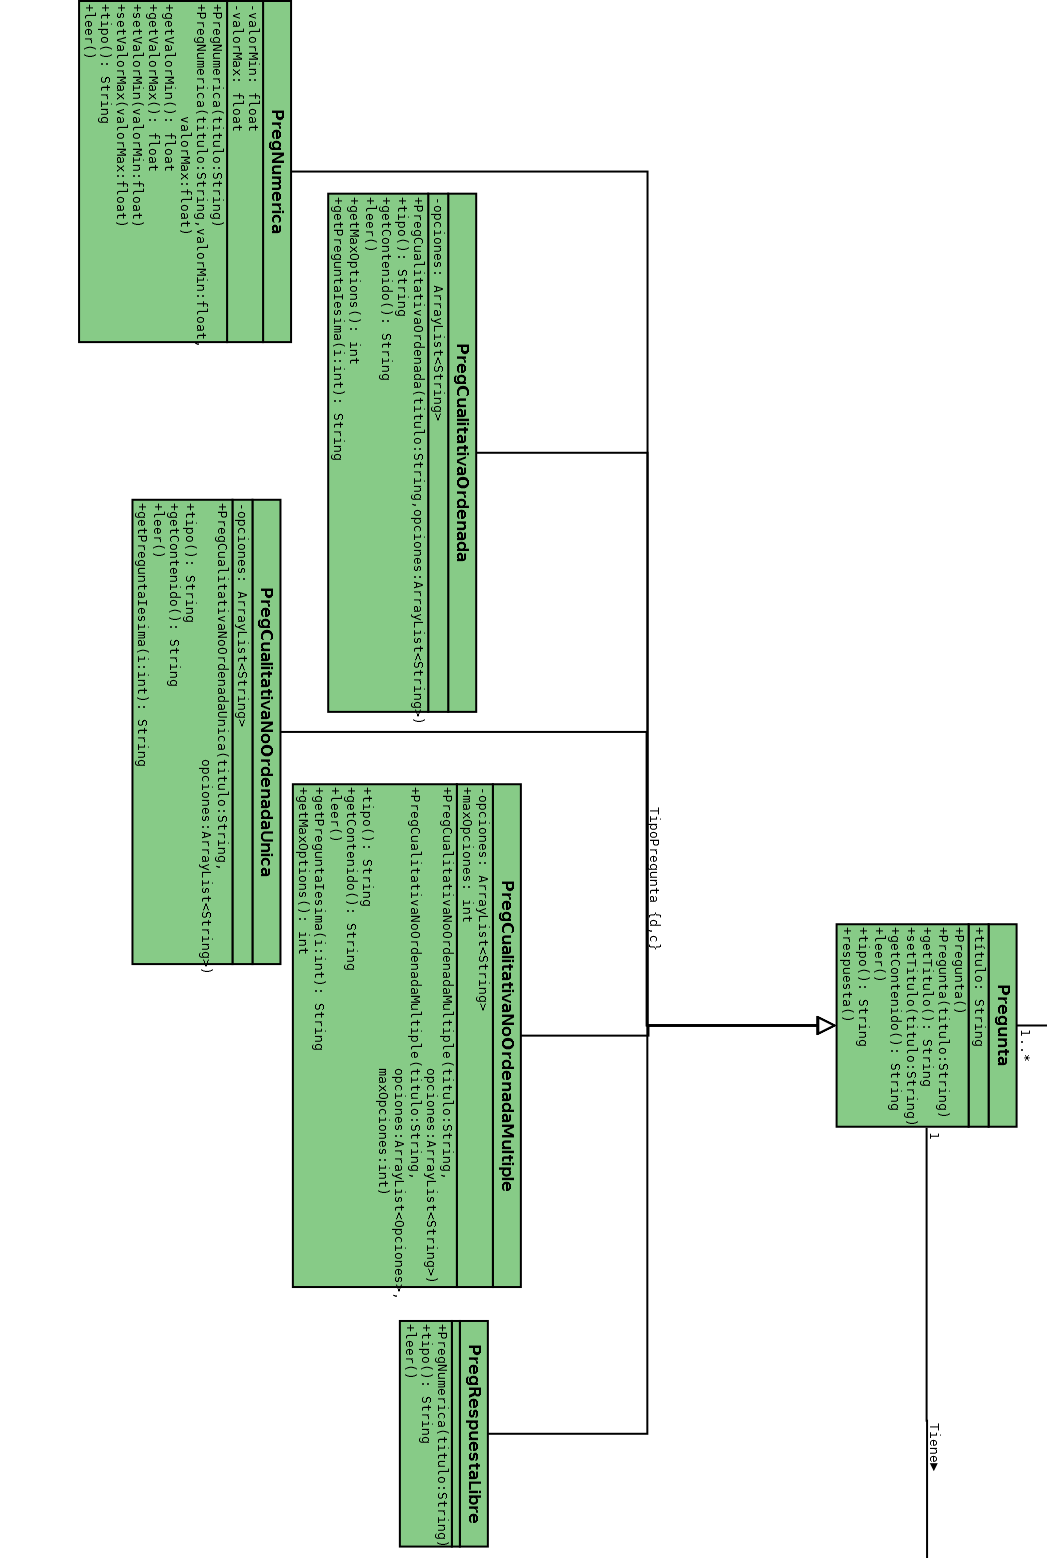 1..*
Pregunta
+título: String
+Pregunta()
+Pregunta(titulo:String)
+getTitulo(): String
+setTitulo(titulo:String)
+getContenido(): String
+leer()
+tipo(): String
+respuesta()
1
Tiene▶
TipoPregunta {d,c}
PregNumerica
-valorMin: float
-valorMax: float
+PregNumerica(titulo:String)
+PregNumerica(titulo:String,valorMin:float,
valorMax:float)
+getValorMin(): float
+getValorMax(): float
+setValorMin(valorMin:float)
+setValorMax(valorMax:float)
+tipo(): String
+leer()
PregCualitativaOrdenada
-opciones: ArrayList<String>
+PregCualitativaOrdenada(titulo:String,opciones:ArrayList<String>)
+tipo(): String
+getContenido(): String
+leer()
+getMaxOptions(): int
+getPreguntaIesima(i:int): String
PregCualitativaNoOrdenadaUnica
-opciones: ArrayList<String>
+PregCualitativaNoOrdenadaUnica(titulo:String,
opciones:ArrayList<String>)
+tipo(): String
+getContenido(): String
+leer()
+getPreguntaIesima(i:int): String
PregCualitativaNoOrdenadaMultiple
-opciones: ArrayList<String>
+maxOpciones: int
+PregCualitativaNoOrdenadaMultiple(titulo:String,
opciones:ArrayList<String>)
+PregCualitativaNoOrdenadaMultiple(titulo:String,
opciones:ArrayList<Opciones>,
maxOpciones:int)
+tipo(): String
+getContenido(): String
+leer()
+getPreguntaIesima(i:int): String
+getMaxOptions(): int
PregRespuestaLibre
+PregNumerica(titulo:String)
+tipo(): String
+leer()